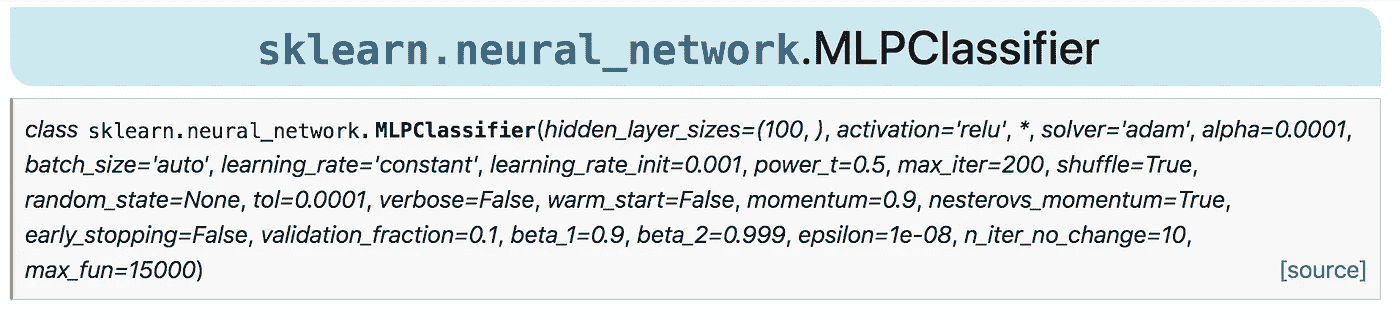 sklearn.neural_network.MLPClassifier
class sklearn.neural_network.MLPClassifier(hidden_layer_sizes=(100, ), activation='relu', *, solver='adam', alpha=0.0001,
batch_size='auto', learning_rate='constant', learning_rate_init=0.001, power_t=0.5, max_iter=200, shuffle=True,
random_state=None, tol=0.0001, verbose=False, warm_start=False, momentum=0.9, nesterovs_momentum=True,
early_stopping=False, validation_fraction=0.1, beta_1=0.9, beta_2=0.999, epsilon=1e-08, n_iter_no_change=10,
max_fun=15000)
[source]